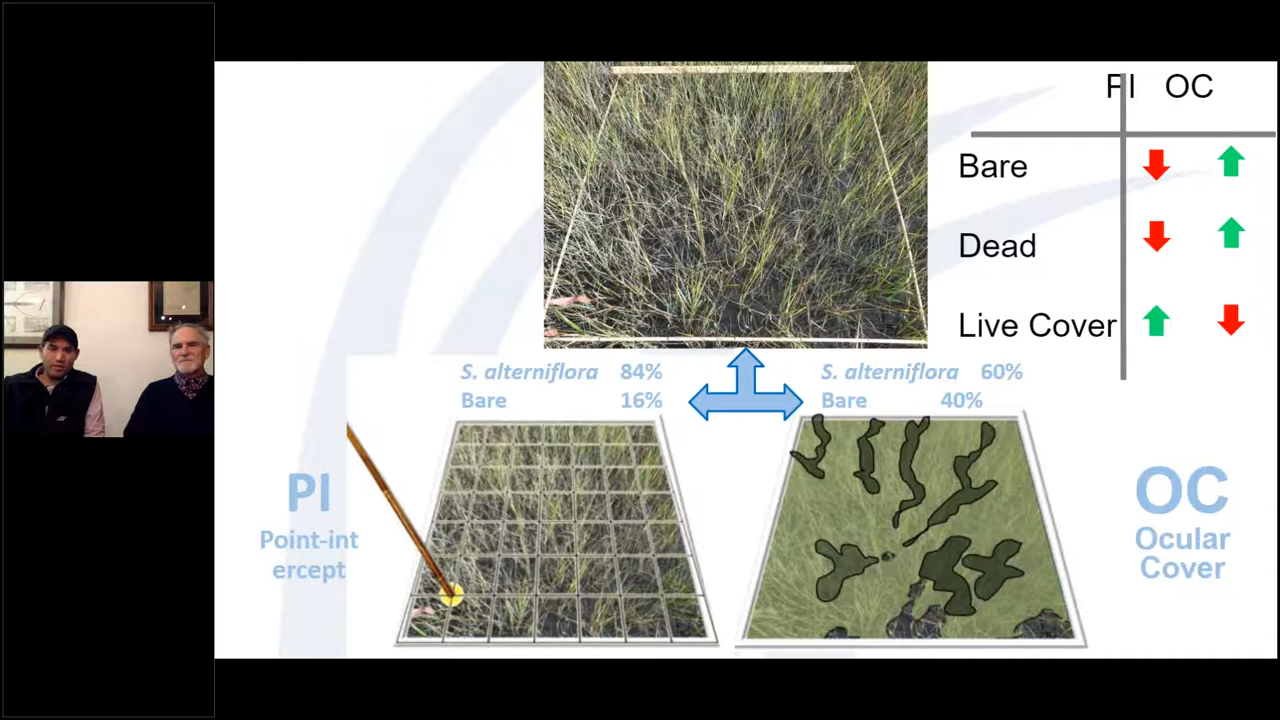 PI OC
Bare
Dead
Live Cover
S. alterniflora 84%
Bare 16%
S. alterniflora 60%
Bare 40%
PI
Point-int
ercept
OC
Ocular
Cover